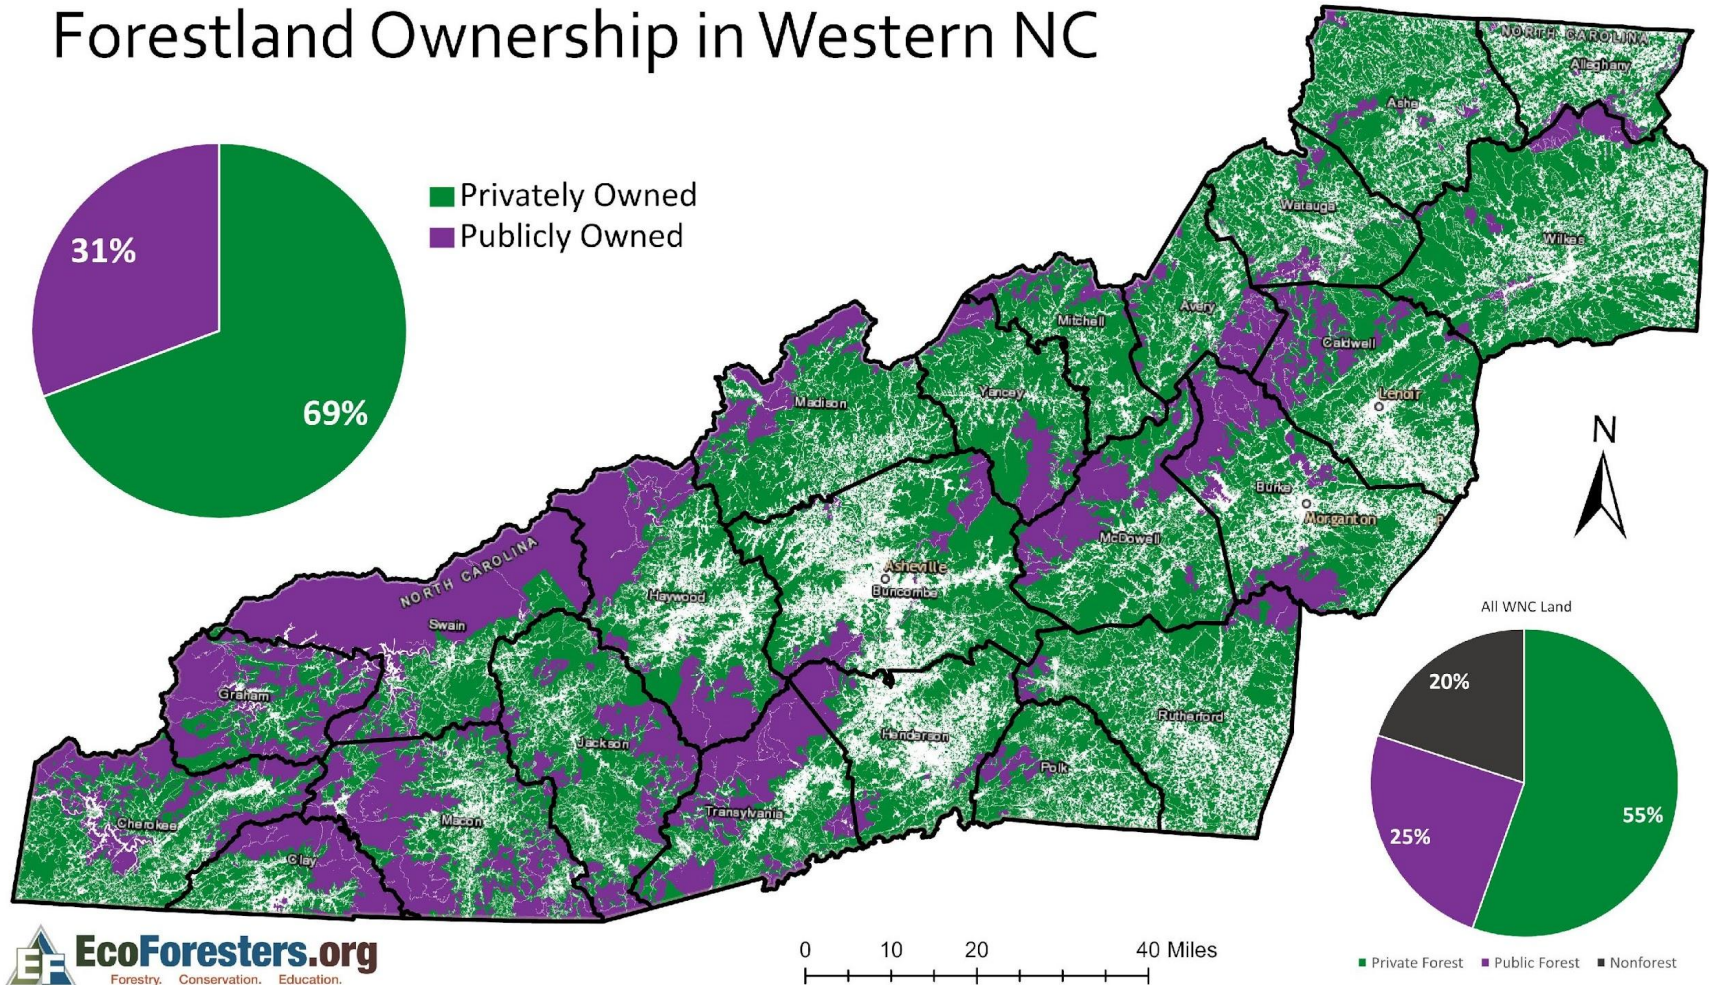 Forestland Ownership in Western NC
31%
69%
Privately Owned
Publicly Owned
NORTH CAROLINA
Alleghany
Ashe
Watauga
Wilkes
Avery
Mitchell
Caldwell
Yancey
Madison
Lenoir
Burke
Morganton
McDowell
NORTH CAROLINA
Asheville
Buncombe
Haywood
Swain
Graham
Jackson
Henderson
Rutherford
Polk
Transylvania
Macon
Cherokee
Clay
N
All WNC Land
20%
25%
55%
Private Forest Public Forest Nonforest
EF EcoForesters.org
Forestry. Conservation. Education.
0 10 20 40 Miles